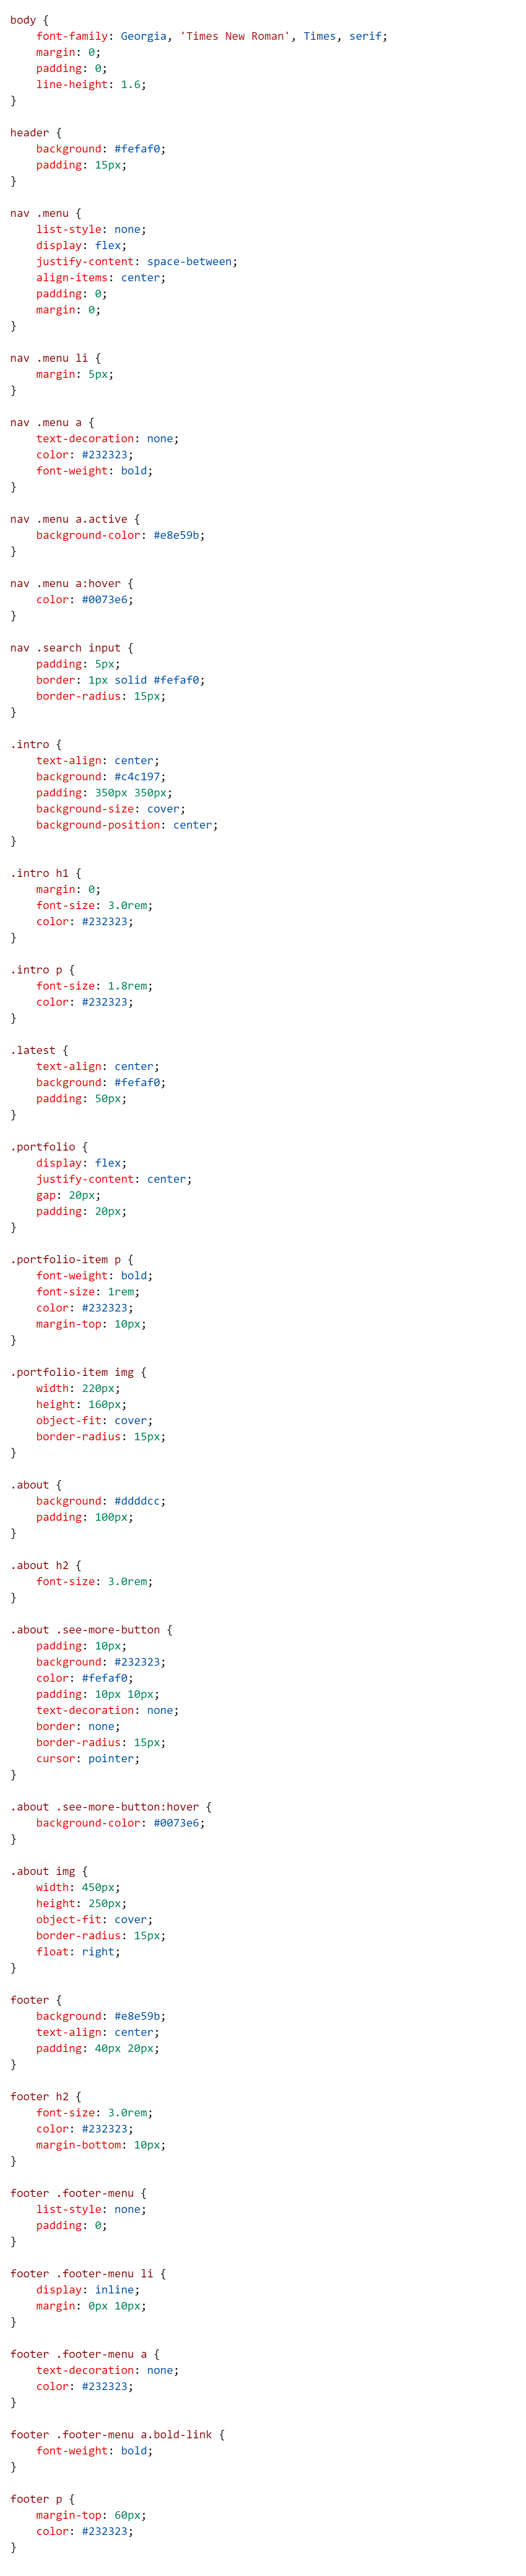 body {
    font-family: Georgia, 'Times New Roman', Times, serif;
    margin: 0;
    padding: 0;
    line-height: 1.6;
}

header {
    background: #fefaf0;
    padding: 15px;
}

nav .menu {
    list-style: none;
    display: flex;
    justify-content: space-between;
    align-items: center;
    padding: 0;
    margin: 0;
}

nav .menu li {
    margin: 5px;
}

nav .menu a {
    text-decoration: none;
    color: #232323;
    font-weight: bold;
}

nav .menu a.active {
    background-color: #e8e59b;
}

nav .menu a:hover {
    color: #0073e6;
}

nav .search input {
    padding: 5px;
    border: 1px solid #fefaf0;
    border-radius: 15px;
}

.intro {
    text-align: center;
    background: #c4c197;
    padding: 350px 350px;
    background-size: cover;
    background-position: center;
}

.intro h1 {
    margin: 0;
    font-size: 3.0rem;
    color: #232323;
}

.intro p {
    font-size: 1.8rem;
    color: #232323;
}

.latest {
    text-align: center;
    background: #fefaf0;
    padding: 50px;
}

.portfolio {
    display: flex;
    justify-content: center;
    gap: 20px;
    padding: 20px;
}

.portfolio-item p {
    font-weight: bold;
    font-size: 1rem;
    color: #232323;
    margin-top: 10px;
}

.portfolio-item img {
    width: 220px;
    height: 160px;
    object-fit: cover;
    border-radius: 15px;
}

.about {
    background: #ddddcc;
    padding: 100px;
}

.about h2 {
    font-size: 3.0rem;
}

.about .see-more-button {
    padding: 10px;
    background: #232323;
    color: #fefaf0;
    padding: 10px 10px;
    text-decoration: none;
    border: none;
    border-radius: 15px;
    cursor: pointer;
}

.about .see-more-button:hover {
    background-color: #0073e6;
}

.about img {
    width: 450px;
    height: 250px;
    object-fit: cover;
    border-radius: 15px;
    float: right;
}

footer {
    background: #e8e59b;
    text-align: center;
    padding: 40px 20px;
}

footer h2 {
    font-size: 3.0rem;
    color: #232323;
    margin-bottom: 10px;
}

footer .footer-menu {
    list-style: none;
    padding: 0;
}

footer .footer-menu li {
    display: inline;
    margin: 0px 10px;
}

footer .footer-menu a {
    text-decoration: none;
    color: #232323;
}

footer .footer-menu a.bold-link {
    font-weight: bold;
}

footer p {
    margin-top: 60px;
    color: #232323;
}